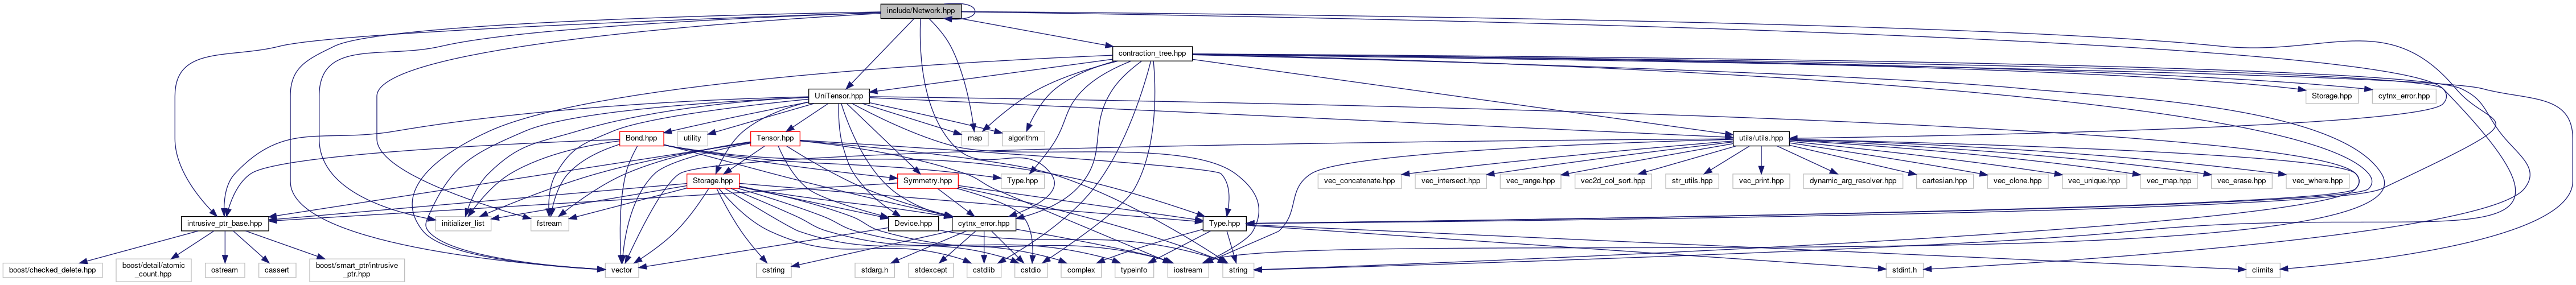 include/Network.hpp
contraction_tree.hpp
UniTensor.hpp
Storage.hpp
cytnx_error.hpp
Bond.hpp
utility
Tensor.hpp
map
algorithm
utils/utils.hpp
Storage.hpp
Type.hpp
Symmetry.hpp
vec_concatenate.hpp
vec_intersect.hpp
vec_range.hpp
vec2d_col_sort.hpp
str_utils.hpp
vec_print.hpp
dynamic_arg_resolver.hpp
cartesian.hpp
vec_clone.hpp
vec_unique.hpp
vec_map.hpp
vec_erase.hpp
vec_where.hpp
intrusive_ptr_base.hpp
initializer_list
fstream
Device.hpp
cytnx_error.hpp
Type.hpp
boost/checked_delete.hpp
boost/detail/atomic
_count.hpp
ostream
cassert
boost/smart_ptr/intrusive
_ptr.hpp
vector
cstring
stdarg.h
stdexcept
cstdlib
cstdio
complex
typeinfo
iostream
string
stdint.h
climits